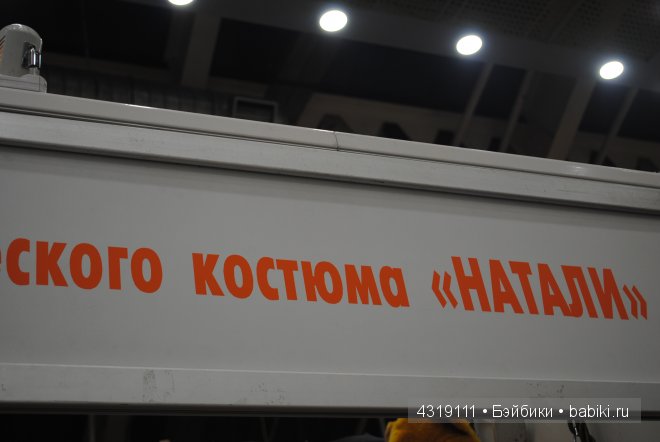 еского костюма «НАТАЛИ»
4319111 • Бэйбики • babiki.ru